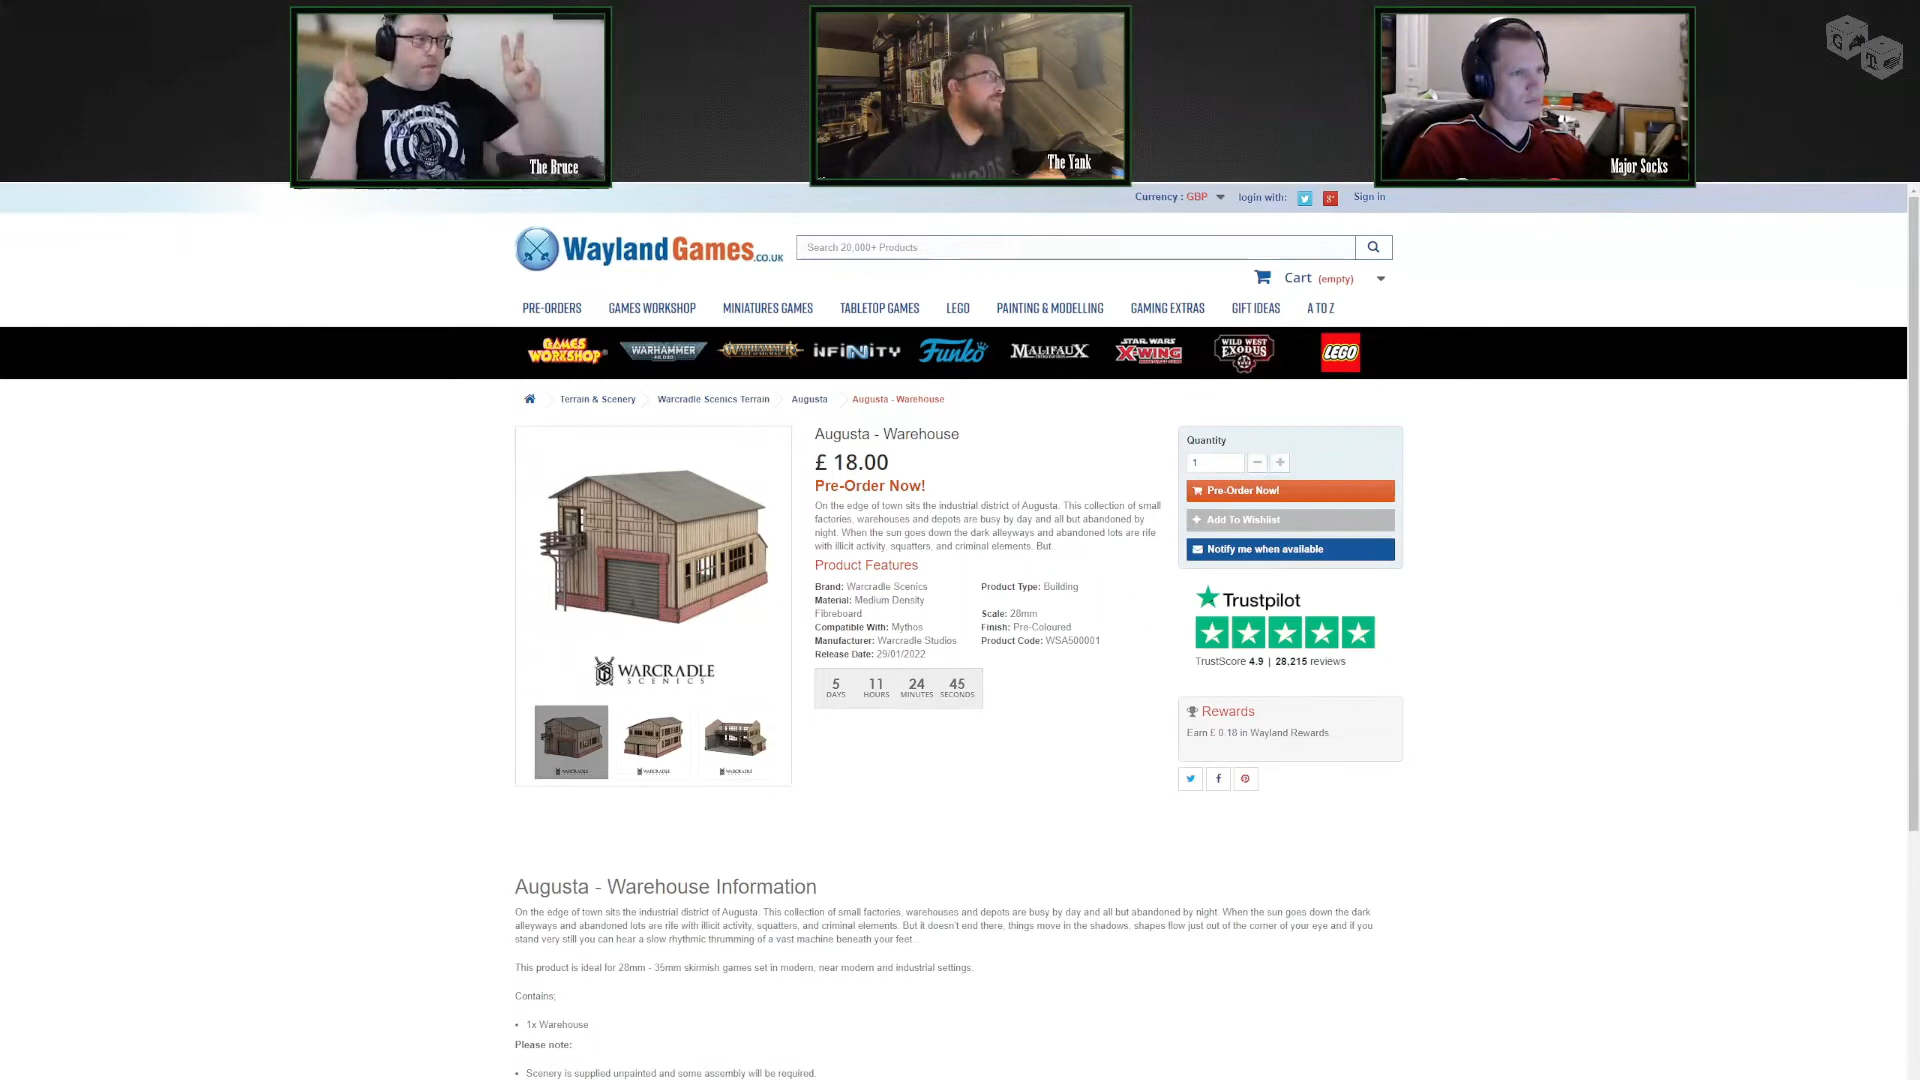 The Bruce
The Yank
Major Socks
Currency : GBP
login with:
Sign in
WaylandGames.CO.UK
Search 20,000+ Products
Cart (empty)
PRE-ORDERS GAMES WORKSHOP MINIATURES GAMES TABLETOP GAMES LEGO PAINTING & MODELLING GAMING EXTRAS GIFT IDEAS A TO Z
GAMES WORKSHOP WARHAMMER 40,000 WARHAMMER INFINITY Funko MALIFAUX STAR WARS X-WING WILD WEST EXODUS LEGO
Terrain & Scenery Warcradle Scenics Terrain Augusta Augusta - Warehouse
Augusta - Warehouse
£ 18.00
Pre-Order Now!
On the edge of town sits the industrial district of Augusta. This collection of small
factories, warehouses and depots are busy by day and all but abandoned by
night. When the sun goes down the dark alleyways and abandoned lots are rife
with illicit activity, squatters, and criminal elements. But
Product Features
Brand: Warcradle Scenics
Material: Medium Density
Fibreboard
Compatible With: Mythos
Manufacturer: Warcradle Studios
Release Date: 29/01/2022
Product Type: Building
Scale: 28mm
Finish: Pre-Coloured
Product Code: WSA500001
5 11 24 45
DAYS HOURS MINUTES SECONDS
WARCRADLE
SCENICS
WARCRADLE WARCRADLE WARCRADLE
Quantity
1
Pre-Order Now!
Add To Wishlist
Notify me when available
Trustpilot
TrustScore 4.9 | 28,215 reviews
Rewards
Earn £ 0.18 in Wayland Rewards.
Augusta - Warehouse Information
On the edge of town sits the industrial district of Augusta. This collection of small factories, warehouses and depots are busy by day and all but abandoned by night. When the sun goes down the dark
alleyways and abandoned lots are rife with illicit activity, squatters, and criminal elements. But it doesn't end there, things move in the shadows, shapes flow just out of the corner of your eye and if you
stand very still you can hear a slow rhythmic thrumming of a vast machine beneath your feet...
This product is ideal for 28mm - 35mm skirmish games set in modern, near modern and industrial settings.
Contains;
• 1x Warehouse
Please note:
• Scenery is supplied unpainted and some assembly will be required.